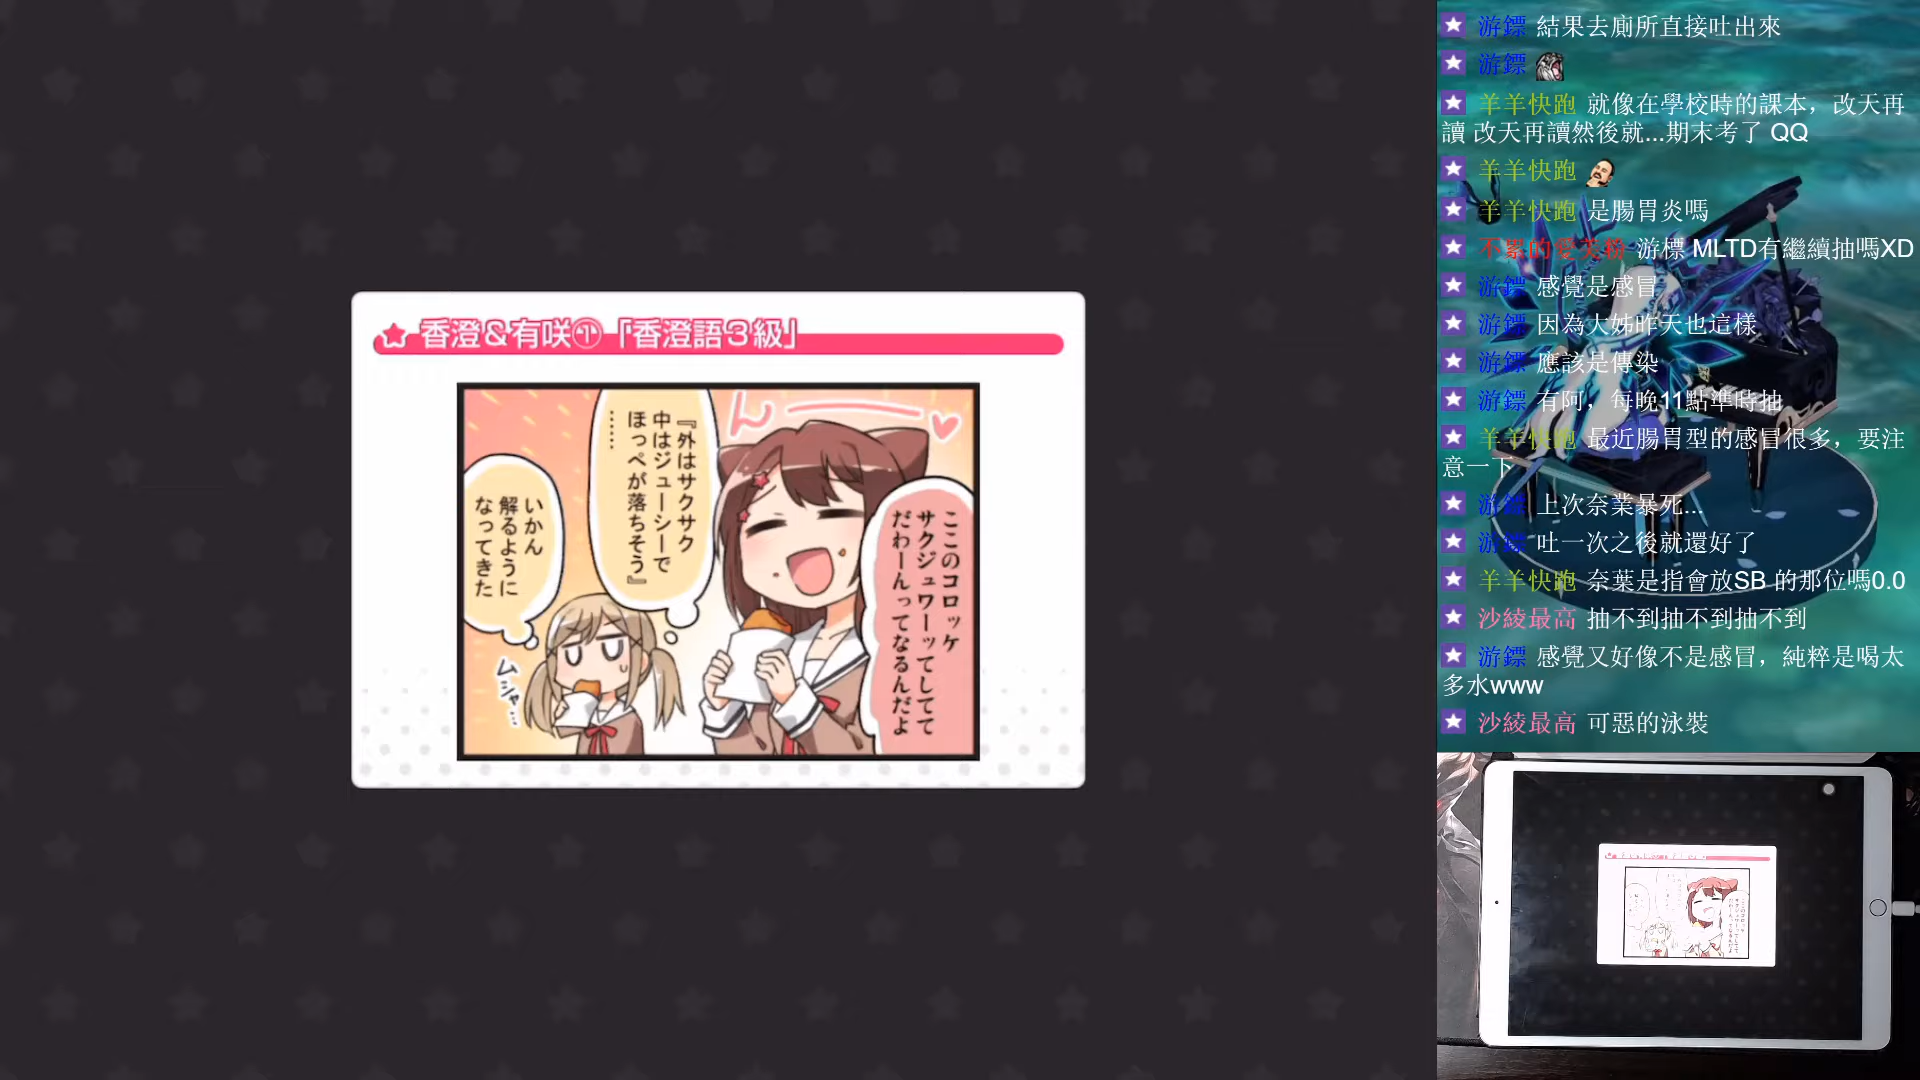 香澄&有咲①「香澄語3級」
ん
ここのコロッケ
サクジュワーッてしてて
だわーんってなるんだよ
『外はサクサク
中はジューシーで
ほっぺが落ちそう』
……
いかん
解るように
なってきた
ムシャ…
游鏢 結果去廁所直接吐出來
游鏢
羊羊快跑 就像在學校時的課本，改天再
讀 改天再讀然後就...期末考了 QQ
羊羊快跑
羊羊快跑 是腸胃炎嗎
不累的愛美粉 游標 MLTD有繼續抽嗎XD
游鏢 感覺是感冒
游鏢 因為大姊昨天也這樣
游鏢 應該是傳染
游鏢 有阿，每晚11點準時抽
羊羊快跑 最近腸胃型的感冒很多，要注
意一下
游鏢 上次奈業暴死...
游鏢 吐一次之後就還好了
羊羊快跑 奈葉是指會放SB 的那位嗎0.0
沙綾最高 抽不到抽不到抽不到
游鏢 感覺又好像不是感冒，純粹是喝太
多水www
沙綾最高 可惡的泳裝